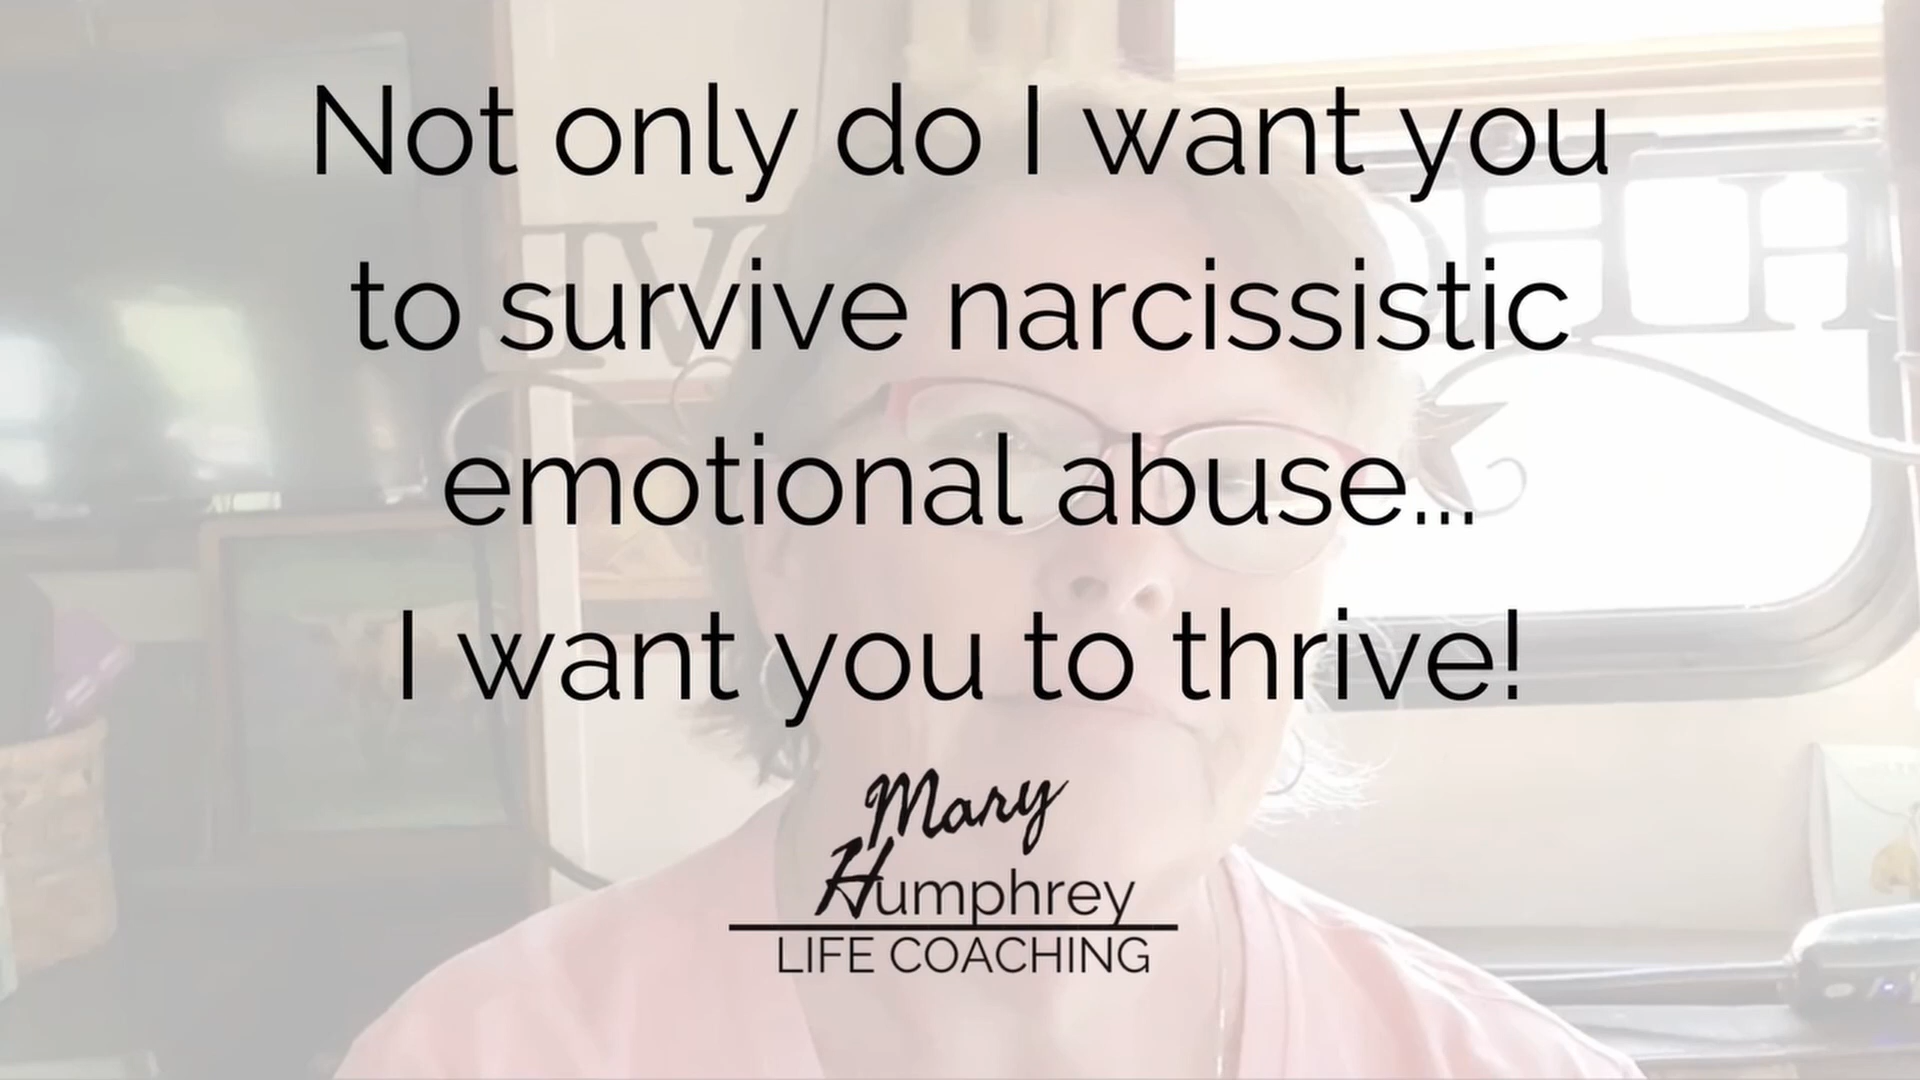 Not only do I want you
to survive narcissistic
emotional abuse...
I want you to thrive!
Mary
Humphrey
LIFE COACHING